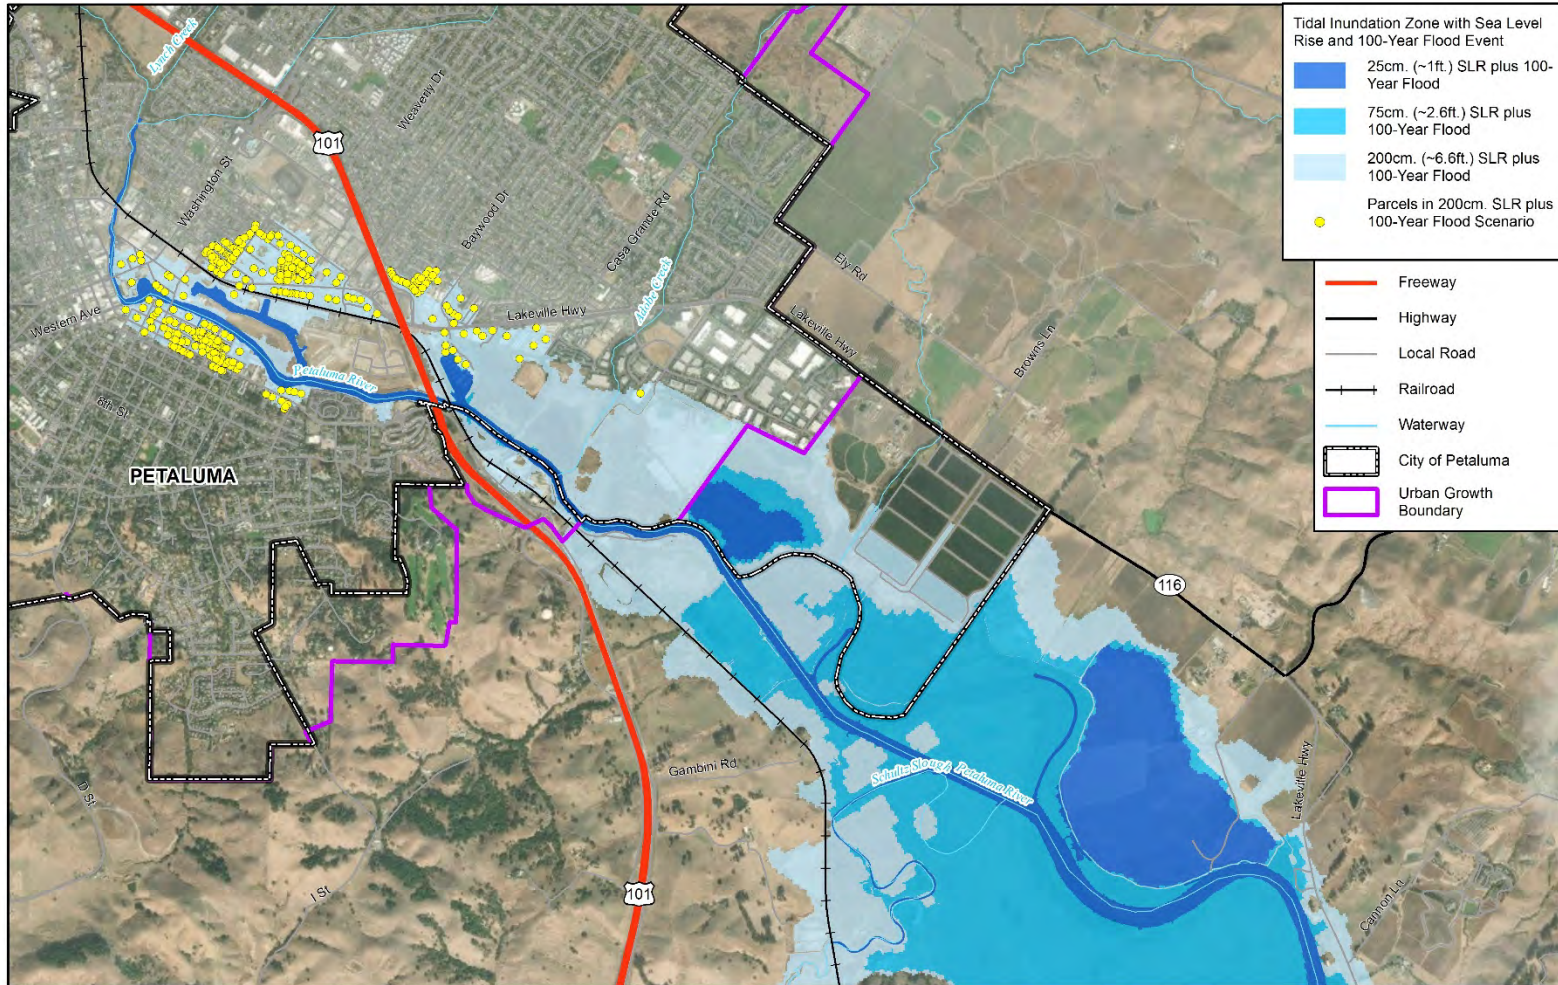 Tidal Inundation Zone with Sea Level
Rise and 100-Year Flood Event
25cm. (~1ft.) SLR plus 100-
Year Flood
75cm. (~2.6ft.) SLR plus
100-Year Flood
200cm. (~6.6ft.) SLR plus
100-Year Flood
Parcels in 200cm. SLR plus
100-Year Flood Scenario
Freeway
Highway
Local Road
Railroad
Waterway
City of Petaluma
Urban Growth
Boundary
Lynch Creek
101
Weaverly Dr
Washington St
Baywood Dr
Casa Grande Rd
Adobe Creek
Ely Rd
Lakeville Hwy
Lakeville Hwy
Browns Ln
Western Ave
Petaluma River
8th St
PETALUMA
116
Gambini Rd
Schultz Slough
Petaluma River
Lakeville Hwy
D St
I St
101
Cannon Ln